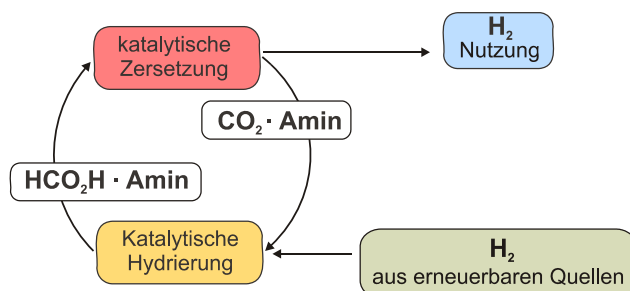 katalytische
Zersetzung
H₂
Nutzung
CO₂ · Amin
HCO₂H · Amin
Katalytische
Hydrierung
H₂
aus erneuerbaren Quellen